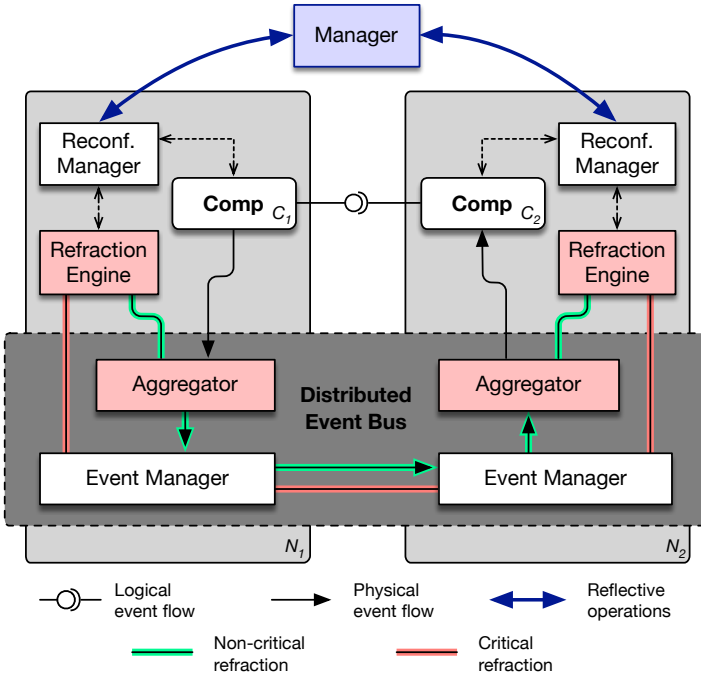 Manager
Reconf.
Manager
Reconf.
Manager
Comp C1
Comp C2
Refraction
Engine
Refraction
Engine
Aggregator
Distributed
Event Bus
Aggregator
Event Manager
Event Manager
N1
N2
Logical
event flow
Physical
event flow
Reflective
operations
Non-critical
refraction
Critical
refraction